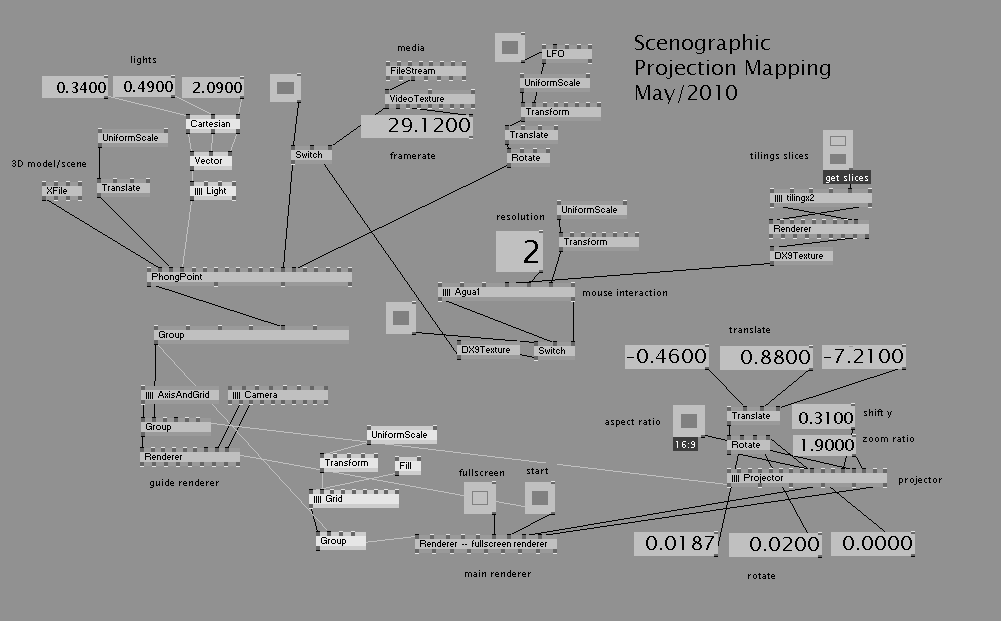 Scenographic
Projection Mapping
May/2010
lights
0.3400
0.4900
2.0900
Cartesian
UniformScale
3D model/scene
XFile
Translate
Vector
Light
media
FileStream
VideoTexture
29.1200
framerate
Switch
LFO
UniformScale
Transform
Translate
Rotate
tilings slices
get slices
tilingx2
Renderer
DX9Texture
resolution
2
UniformScale
Transform
Agua1
mouse interaction
DX9Texture
Switch
PhongPoint
Group
AxisAndGrid
Camera
Group
Renderer
guide renderer
UniformScale
Transform
Fill
Grid
Group
fullscreen
start
Renderer -- fullscreen renderer
main renderer
translate
-0.4600
0.8800
-7.2100
aspect ratio
16:9
Translate
Rotate
0.3100
shift y
1.9000
zoom ratio
Projector
projector
0.0187
0.0200
0.0000
rotate